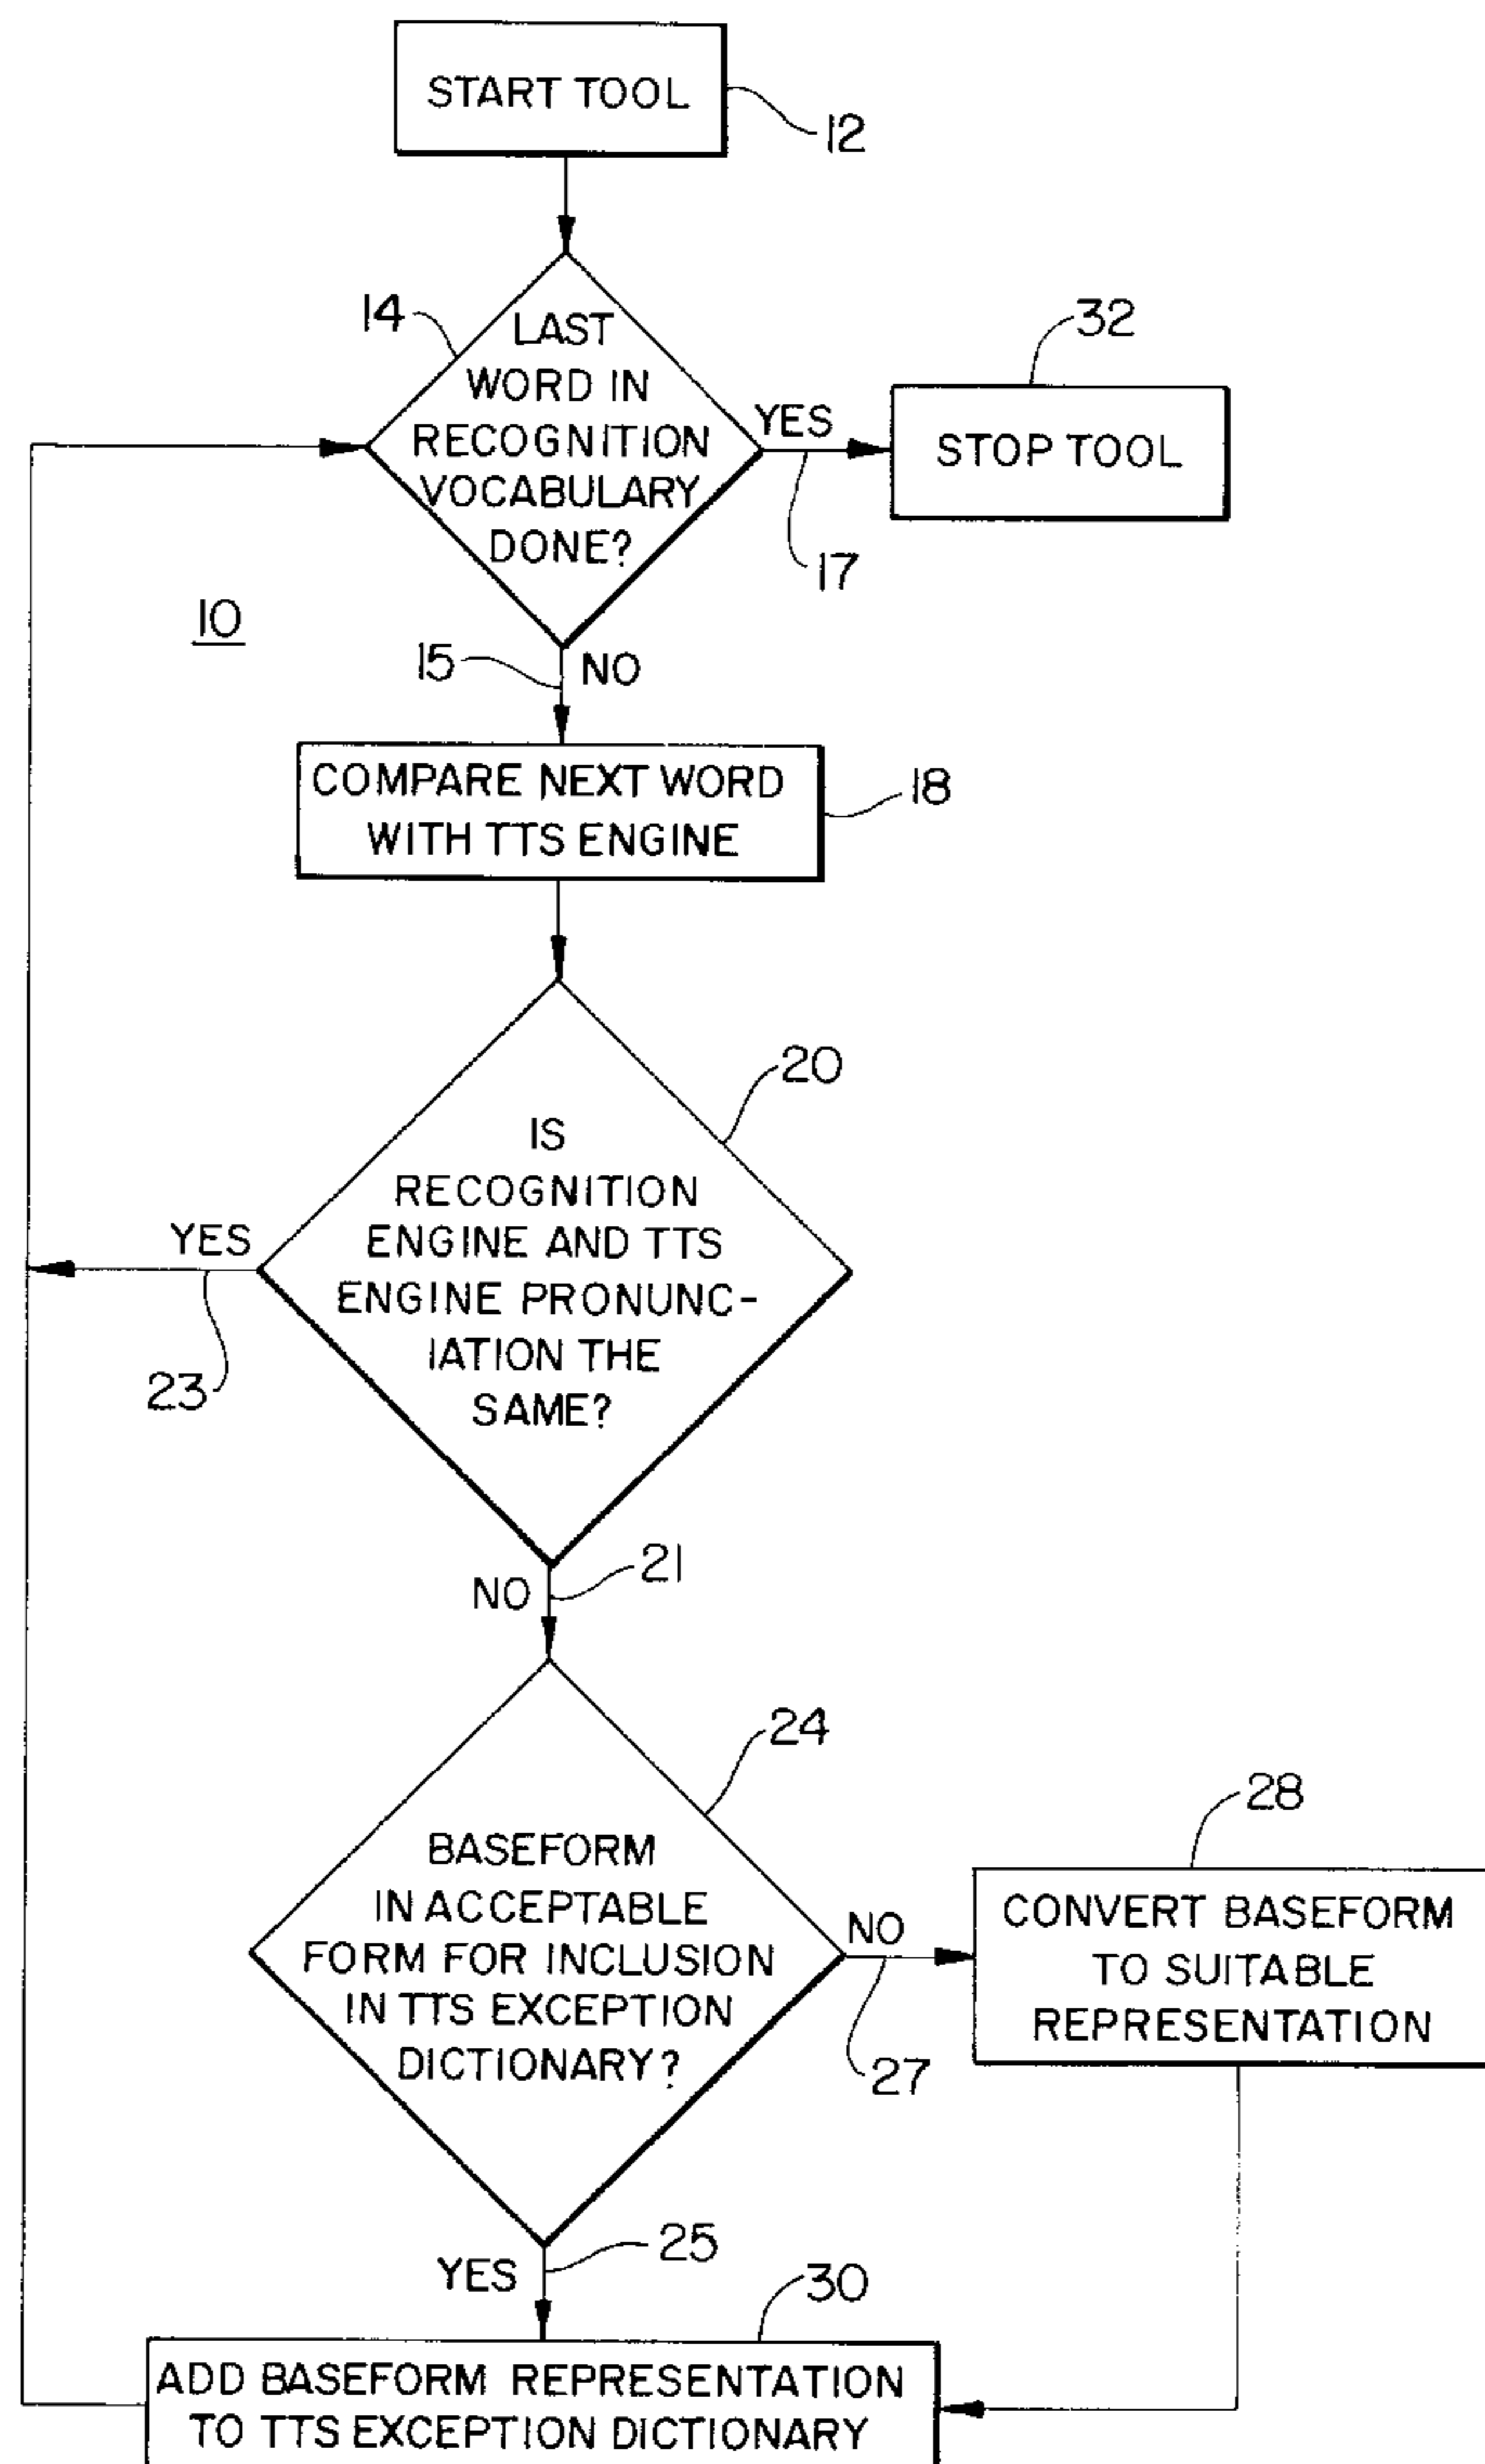 START TOOL
12
14
LAST
WORD IN
RECOGNITION
VOCABULARY
DONE?
YES
17
32
STOP TOOL
10
15
NO
COMPARE NEXT WORD
WITH TTS ENGINE
18
20
IS
RECOGNITION
ENGINE AND TTS
ENGINE PRONUNC-
IATION THE
SAME?
YES
23
NO
21
24
BASEFORM
IN ACCEPTABLE
FORM FOR INCLUSION
IN TTS EXCEPTION
DICTIONARY?
NO
27
28
CONVERT BASEFORM
TO SUITABLE
REPRESENTATION
YES
25
30
ADD BASEFORM REPRESENTATION
TO TTS EXCEPTION DICTIONARY